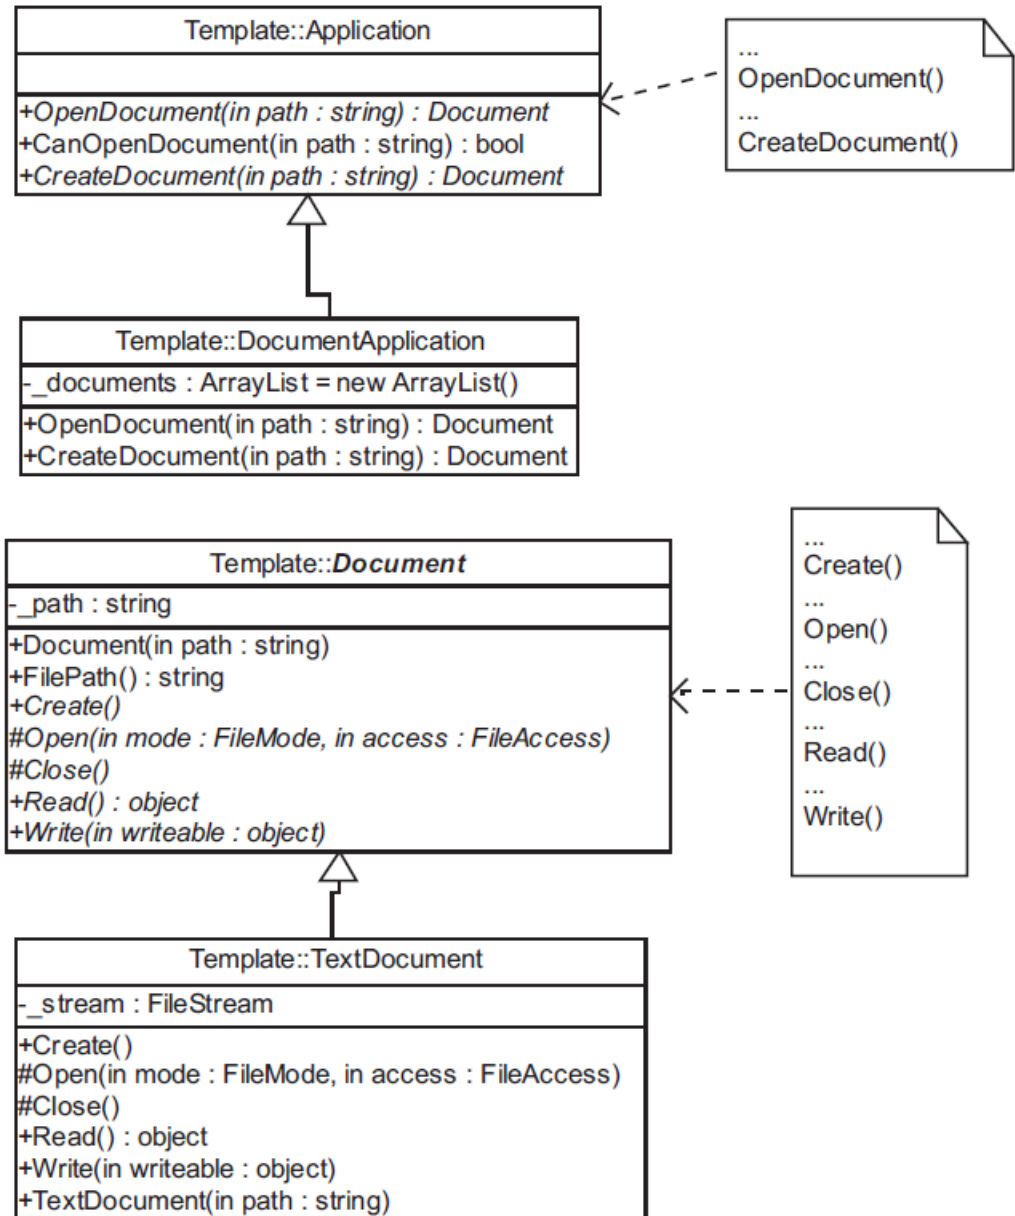 Template::Application
+OpenDocument(in path : string) : Document
+CanOpenDocument(in path : string) : bool
+CreateDocument(in path : string) : Document
...
OpenDocument()
...
CreateDocument()
Template::DocumentApplication
-_documents : ArrayList = new ArrayList()
+OpenDocument(in path : string) : Document
+CreateDocument(in path : string) : Document
Template::Document
-_path : string
+Document(in path : string)
+FilePath() : string
+Create()
#Open(in mode : FileMode, in access : FileAccess)
#Close()
+Read() : object
+Write(in writeable : object)
...
Create()
...
Open()
...
Close()
...
Read()
...
Write()
Template::TextDocument
-_stream : FileStream
+Create()
#Open(in mode : FileMode, in access : FileAccess)
#Close()
+Read() : object
+Write(in writeable : object)
+TextDocument(in path : string)